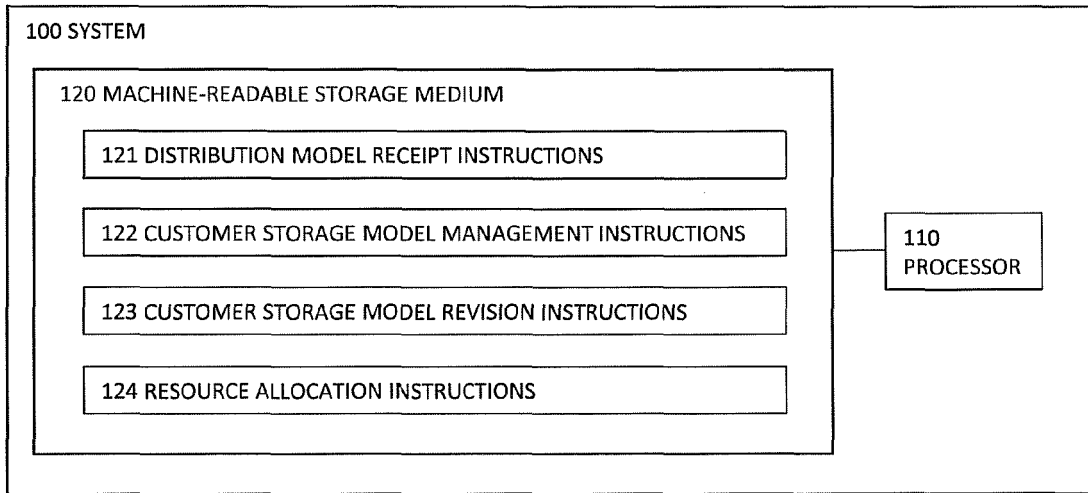 100 SYSTEM
120 MACHINE-READABLE STORAGE MEDIUM
121 DISTRIBUTION MODEL RECEIPT INSTRUCTIONS
122 CUSTOMER STORAGE MODEL MANAGEMENT INSTRUCTIONS
123 CUSTOMER STORAGE MODEL REVISION INSTRUCTIONS
124 RESOURCE ALLOCATION INSTRUCTIONS
110
PROCESSOR